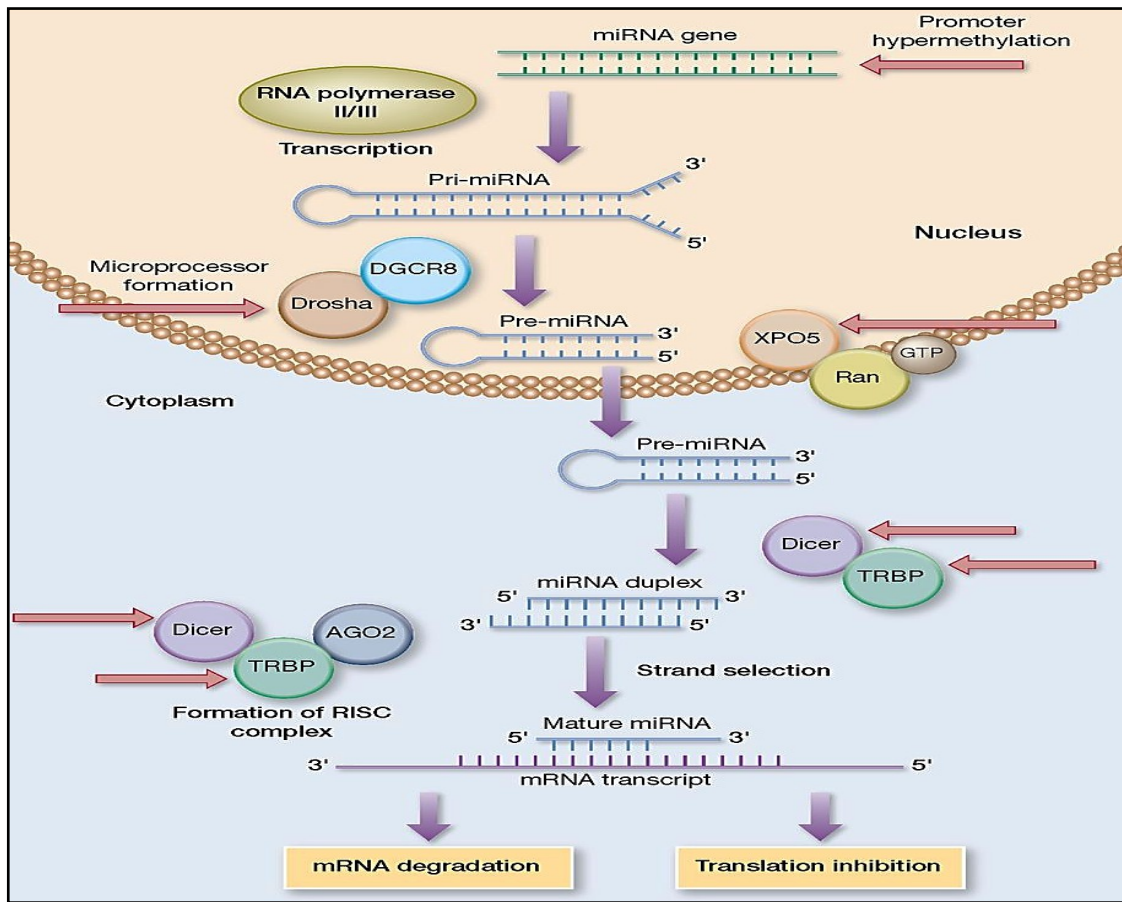 Promoter
hypermethylation
miRNA gene
RNA polymerase
II/III
Transcription
Pri-miRNA
3'
5'
Nucleus
Microprocessor
formation
DGCR8
Drosha
Pre-miRNA
3'
5'
XPO5
GTP
Ran
Cytoplasm
Pre-miRNA
3'
5'
Dicer
TRBP
miRNA duplex
5' 3'
3' 5'
Dicer
AGO2
TRBP
Formation of RISC
complex
Strand selection
Mature miRNA
5' 3'
3' 5'
mRNA transcript
mRNA degradation
Translation inhibition